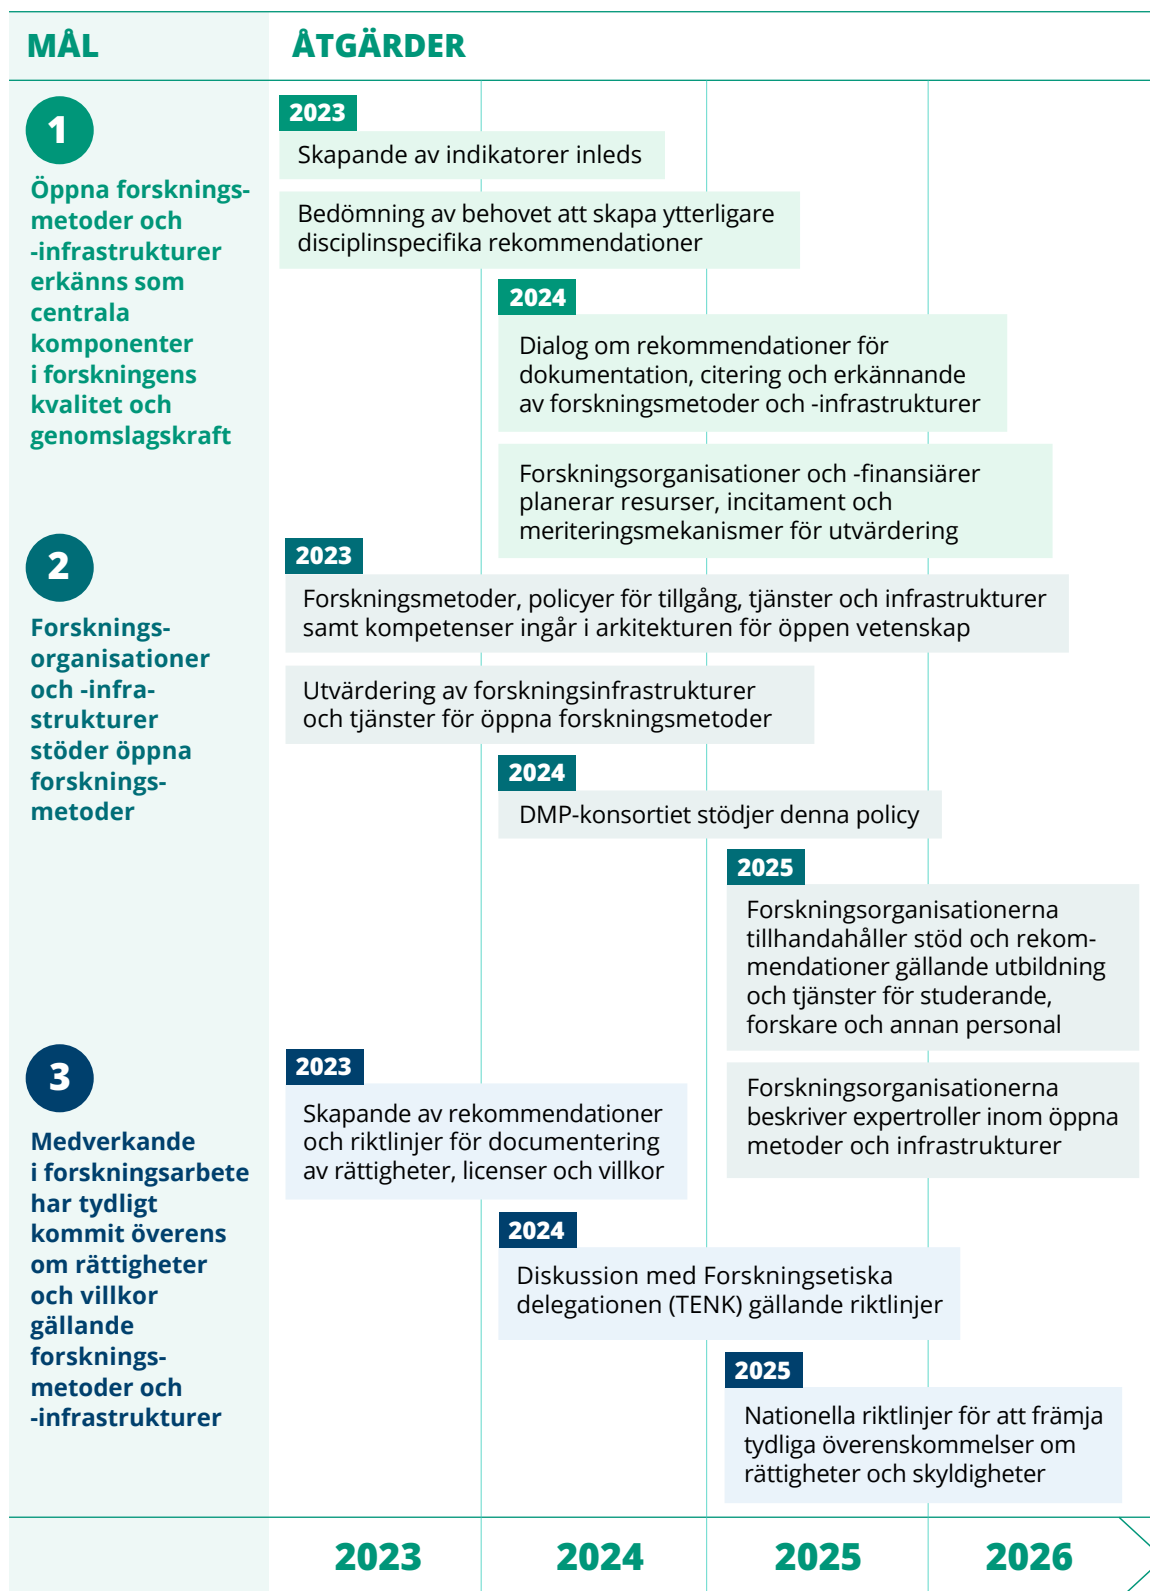 MÅL
ÅTGÄRDER
1
Öppna forsknings-
metoder och
-infrastrukturer
erkänns som
centrala
komponenter
i forskningens
kvalitet och
genomslagskraft
2023
Skapande av indikatorer inleds
Bedömning av behovet att skapa ytterligare
disciplinspecifika rekommendationer
2024
Dialog om rekommendationer för
dokumentation, citering och erkännande
av forskningsmetoder och -infrastrukturer
Forskningsorganisationer och -finansiärer
planerar resurser, incitament och
meriteringsmekanismer för utvärdering
2
Forsknings-
organisationer
och -infra-
strukturer
stöder öppna
forsknings-
metoder
2023
Forskningsmetoder, policyer för tillgång, tjänster och infrastrukturer
samt kompetenser ingår i arkitekturen för öppen vetenskap
Utvärdering av forskningsinfrastrukturer
och tjänster för öppna forskningsmetoder
2024
DMP-konsortiet stödjer denna policy
2025
Forskningsorganisationerna
tillhandahåller stöd och rekom-
mendationer gällande utbildning
och tjänster för studerande,
forskare och annan personal
Forskningsorganisationerna
beskriver expertroller inom öppna
metoder och infrastrukturer
3
Medverkande
i forskningsarbete
har tydligt
kommit överens
om rättigheter
och villkor
gällande
forsknings-
metoder och
-infrastrukturer
2023
Skapande av rekommendationer
och riktlinjer för documentering
av rättigheter, licenser och villkor
2024
Diskussion med Forskningsetiska
delegationen (TENK) gällande riktlinjer
2025
Nationella riktlinjer för att främja
tydliga överenskommelser om
rättigheter och skyldigheter
2023
2024
2025
2026